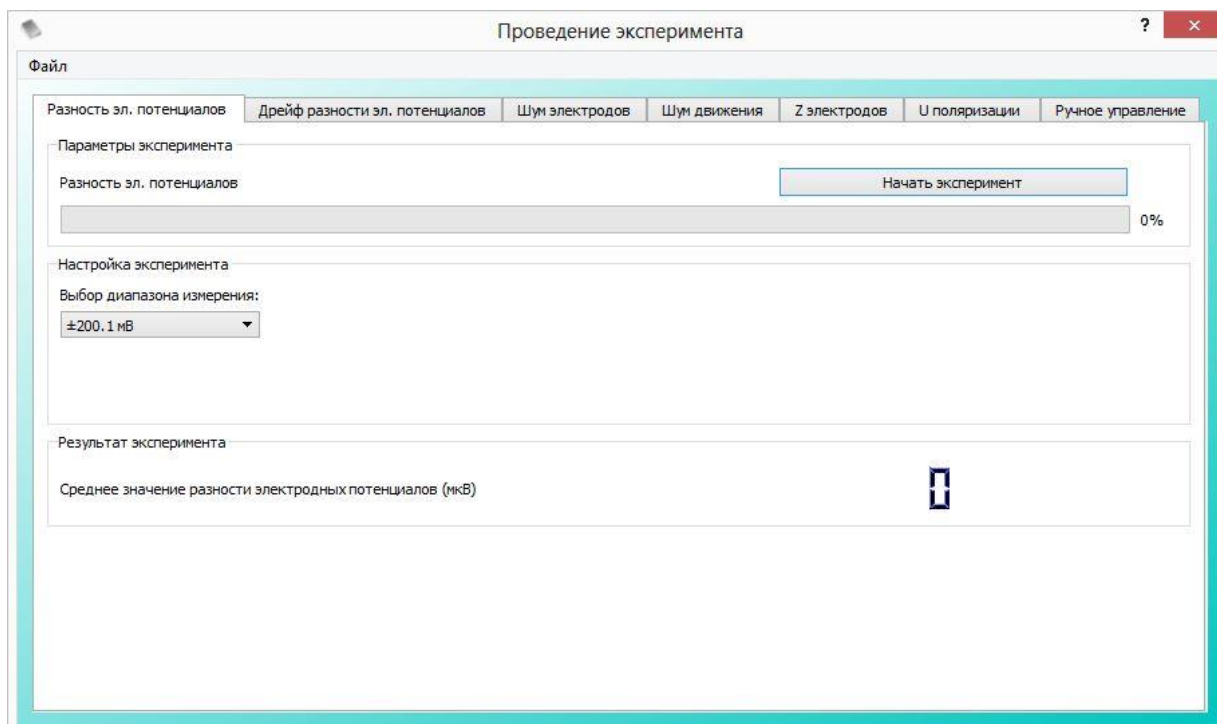 Проведение эксперимента
?
Файл
Разность эл. потенциалов Дрейф разности эл. потенциалов Шум электродов Шум движения Z электродов U поляризации Ручное управление
Параметры эксперимента
Разность эл. потенциалов Начать эксперимент
0%
Настройка эксперимента
Выбор диапазона измерения:
±200.1 мВ
Результат эксперимента
Среднее значение разности электродных потенциалов (мкВ) 0